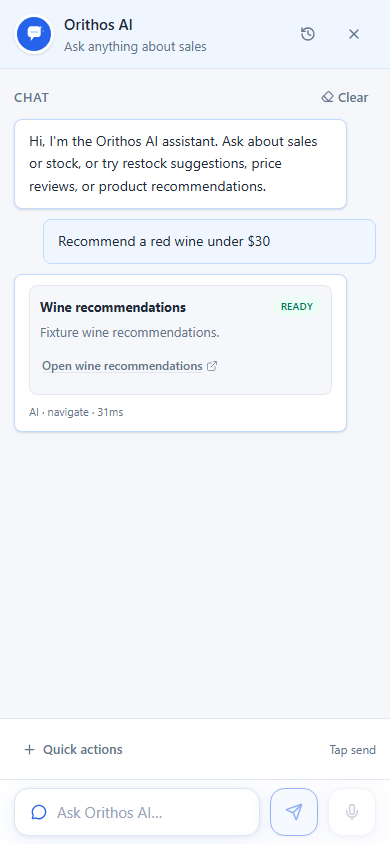 Orithos AI
Ask anything about sales
CHAT
Clear
Hi, I'm the Orithos AI assistant. Ask about sales
or stock, or try restock suggestions, price
reviews, or product recommendations.
Recommend a red wine under $30
Wine recommendations
READY
Fixture wine recommendations.
Open wine recommendations
AI · navigate · 31ms
Quick actions
Tap send
Ask Orithos AI...